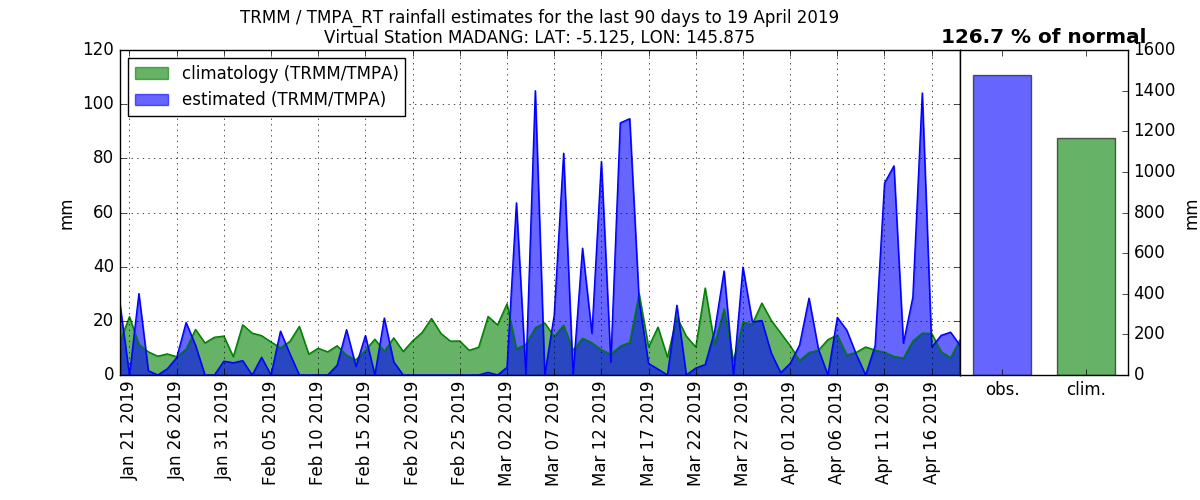 TRMM / TMPA_RT rainfall estimates for the last 90 days to 19 April 2019
Virtual Station MADANG: LAT: -5.125, LON: 145.875
126.7 % of normal
climatology (TRMM/TMPA)
estimated (TRMM/TMPA)
120
100
80
60
40
20
0
mm
1600
1400
1200
1000
800
600
400
200
0
mm
Jan 21 2019
Jan 26 2019
Jan 31 2019
Feb 05 2019
Feb 10 2019
Feb 15 2019
Feb 20 2019
Feb 25 2019
Mar 02 2019
Mar 07 2019
Mar 12 2019
Mar 17 2019
Mar 22 2019
Mar 27 2019
Apr 01 2019
Apr 06 2019
Apr 11 2019
Apr 16 2019
obs.
clim.